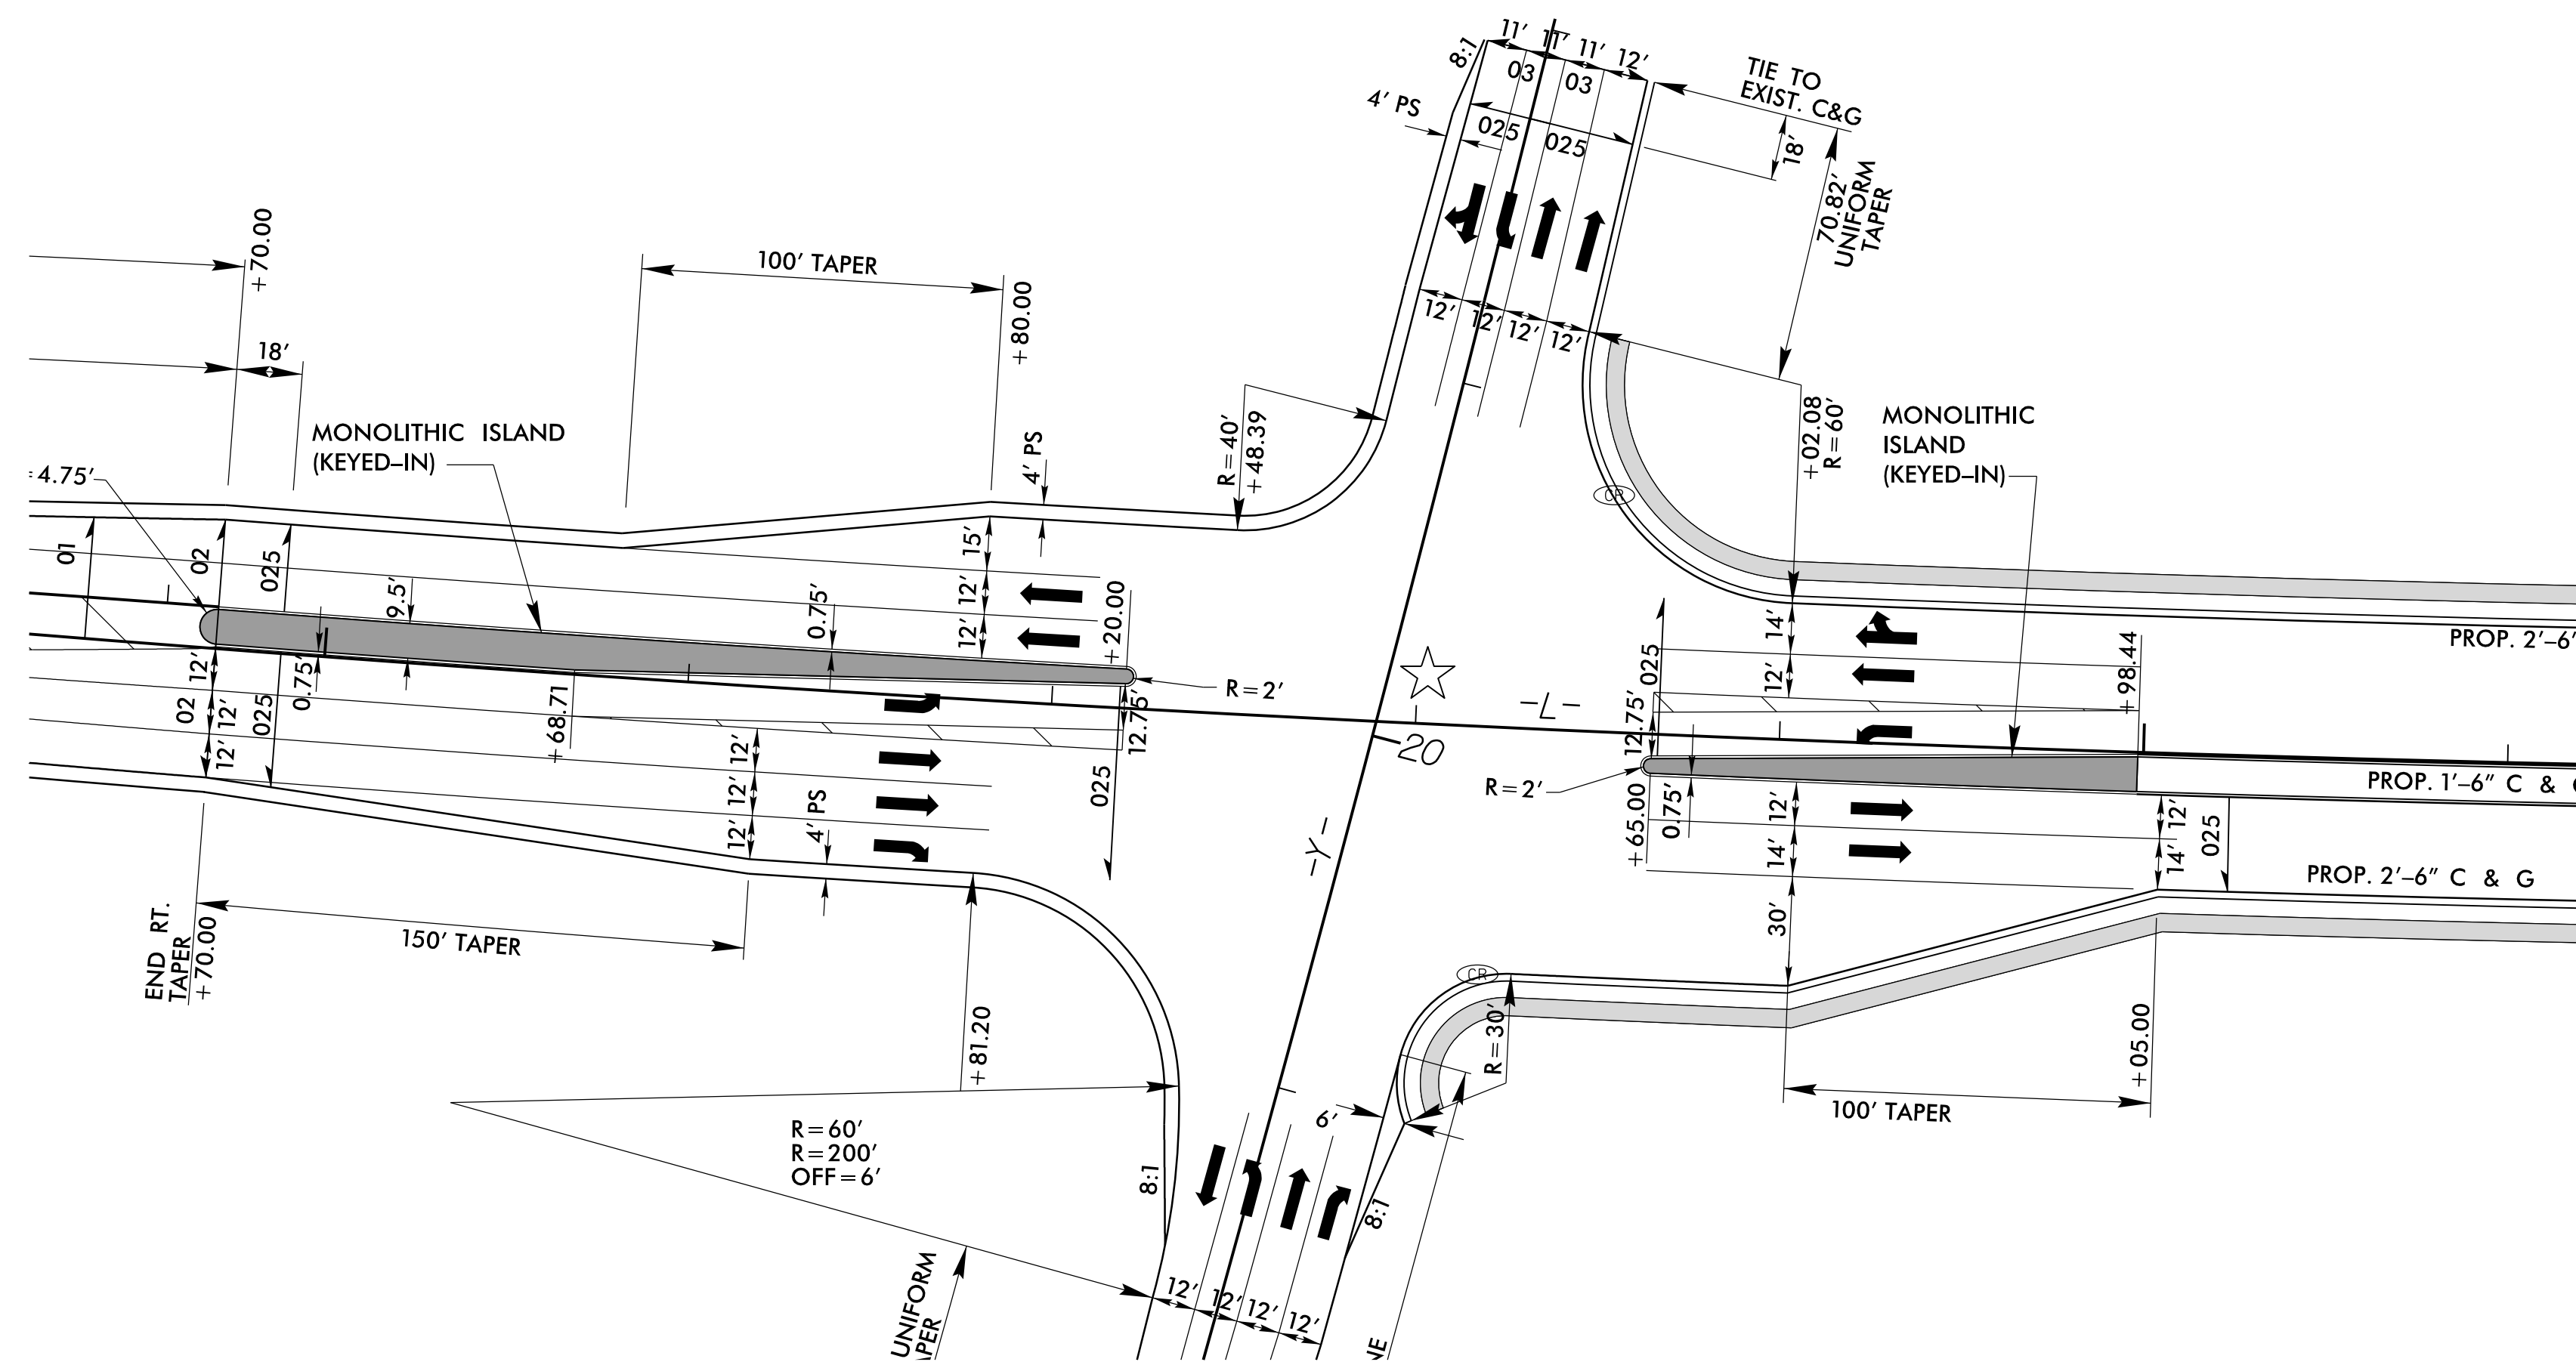 11' 11' 11' 12'
8:1
03
03
TIE TO
EXIST. C&G
4' PS
025
025
18'
70.82'
UNIFORM
TAPER
+70.00
100' TAPER
+80.00
18'
12' 12' 12' 12'
MONOLITHIC ISLAND
(KEYED–IN)
4' PS
R=40'
+48.39
+02.08
R=60'
MONOLITHIC
ISLAND
(KEYED–IN)
=4.75'
CR
01
02
025
9.5'
0.75'
15'
12'
12'
+20.00
14'
12'
025
+98.44
PROP. 2'–6"
12'
02
12'
12'
025
0.75'
+68.71
R=2'
12.75'
–L–
20
12.75'
R=2'
PROP. 1'–6" C &
12'
12'
12'
4' PS
025
–Y–
+65.00
0.75'
12'
14'
30'
12'
14'
025
PROP. 2'–6" C & G
END RT.
TAPER
+70.00
150' TAPER
+81.20
CR
R=30'
+05.00
100' TAPER
R=60'
R=200'
OFF=6'
6'
8:1
8:1
UNIFORM
APER
12' 12' 12' 12'
NE